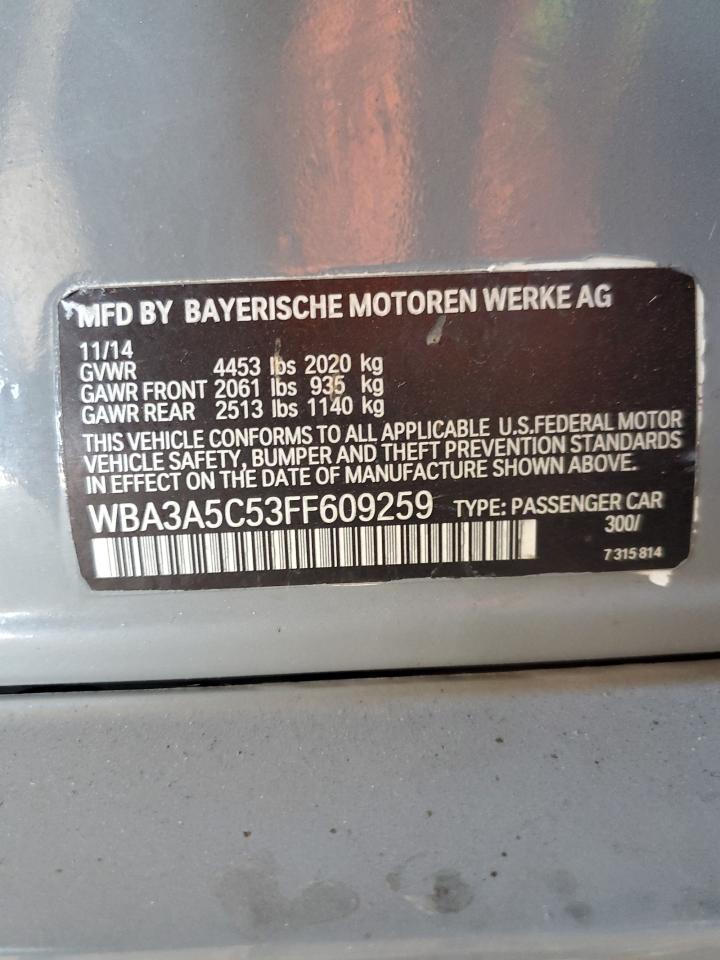 MFD BY BAYERISCHE MOTOREN WERKE AG
11/14
GVWR 4453 lbs 2020 kg
GAWR FRONT 2061 lbs 935 kg
GAWR REAR 2513 lbs 1140 kg
THIS VEHICLE CONFORMS TO ALL APPLICABLE U.S.FEDERAL MOTOR
VEHICLE SAFETY, BUMPER AND THEFT PREVENTION STANDARDS
IN EFFECT ON THE DATE OF MANUFACTURE SHOWN ABOVE.
WBA3A5C53FF609259 TYPE: PASSENGER CAR
300/
7 315 814